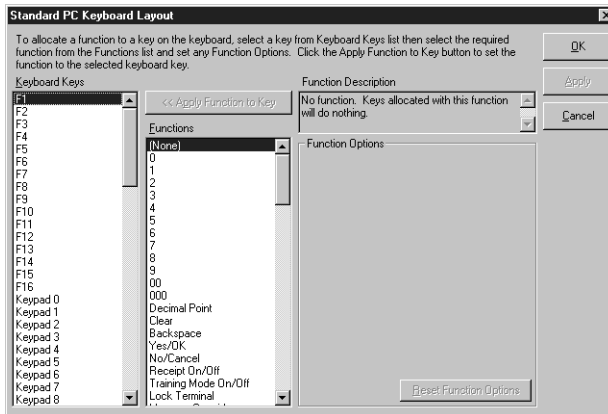 Standard PC Keyboard Layout
To allocate a function to a key on the keyboard, select a key from Keyboard Keys list then select the required
function from the Functions list and set any Function Options. Click the Apply Function to Key button to set the
function to the selected keyboard key.
OK
Apply
Cancel
Keyboard Keys
F1
F2
F3
F4
F5
F6
F7
F8
F9
F10
F11
F12
F13
F14
F15
F16
Keypad 0
Keypad 1
Keypad 2
Keypad 3
Keypad 4
Keypad 5
Keypad 6
Keypad 7
Keypad 8
<< Apply Function to Key
Functions
(None)
0
1
2
3
4
5
6
7
8
9
00
000
Decimal Point
Clear
Backspace
Yes/OK
No/Cancel
Receipt On/Off
Training Mode On/Off
Lock Terminal
Function Description
No function. Keys allocated with this function
will do nothing.
Function Options
Reset Function Options